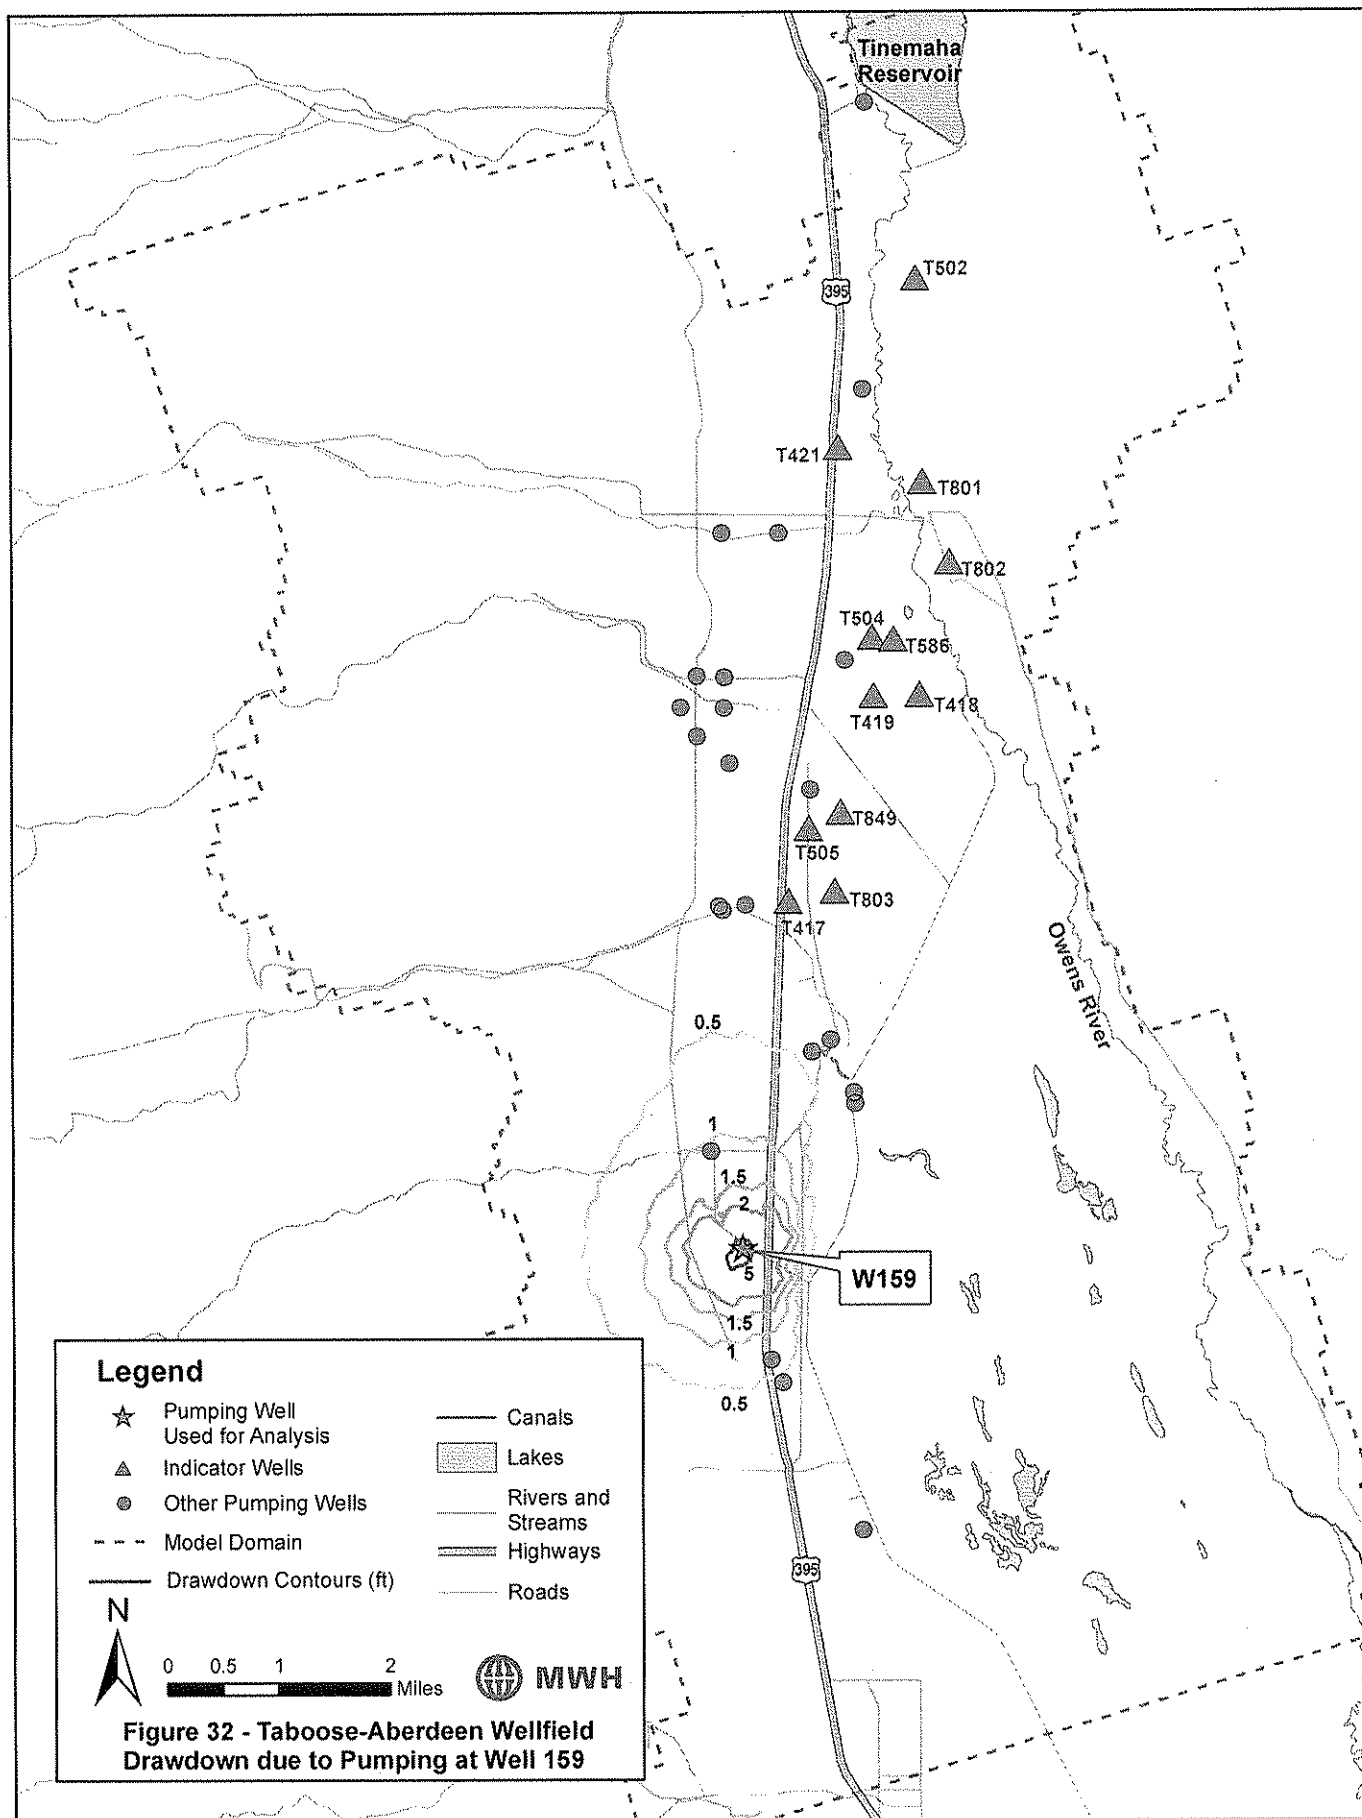 Tinemaha
Reservoir
T502
395
T421
T801
T802
T504
T586
T419
T418
T849
T505
T803
T417
Owens River
0.5
1
1.5
2
5
W159
1.5
1
0.5
395
Legend
Pumping Well
Used for Analysis
Indicator Wells
Other Pumping Wells
Model Domain
Drawdown Contours (ft)
Canals
Lakes
Rivers and
Streams
Highways
Roads
N
0 0.5 1 2
Miles
MWH
Figure 32 - Taboose-Aberdeen Wellfield
Drawdown due to Pumping at Well 159